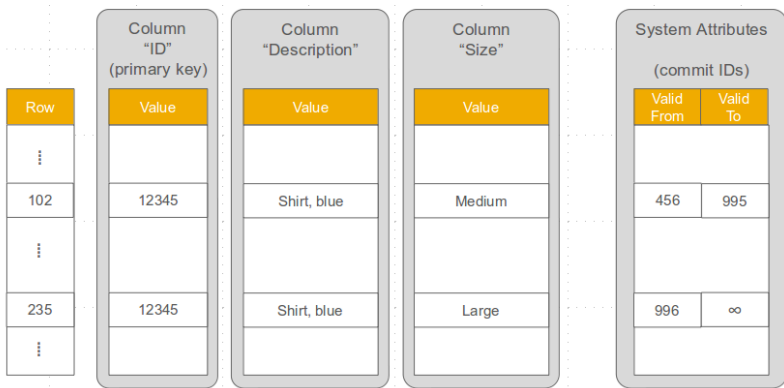 Column
“ID”
(primary key)
Column
“Description”
Column
“Size”
System Attributes
(commit IDs)
Row
Value
Value
Value
Valid From
Valid To
⁞
102
12345
Shirt, blue
Medium
456
995
⁞
235
12345
Shirt, blue
Large
996
∞
⁞